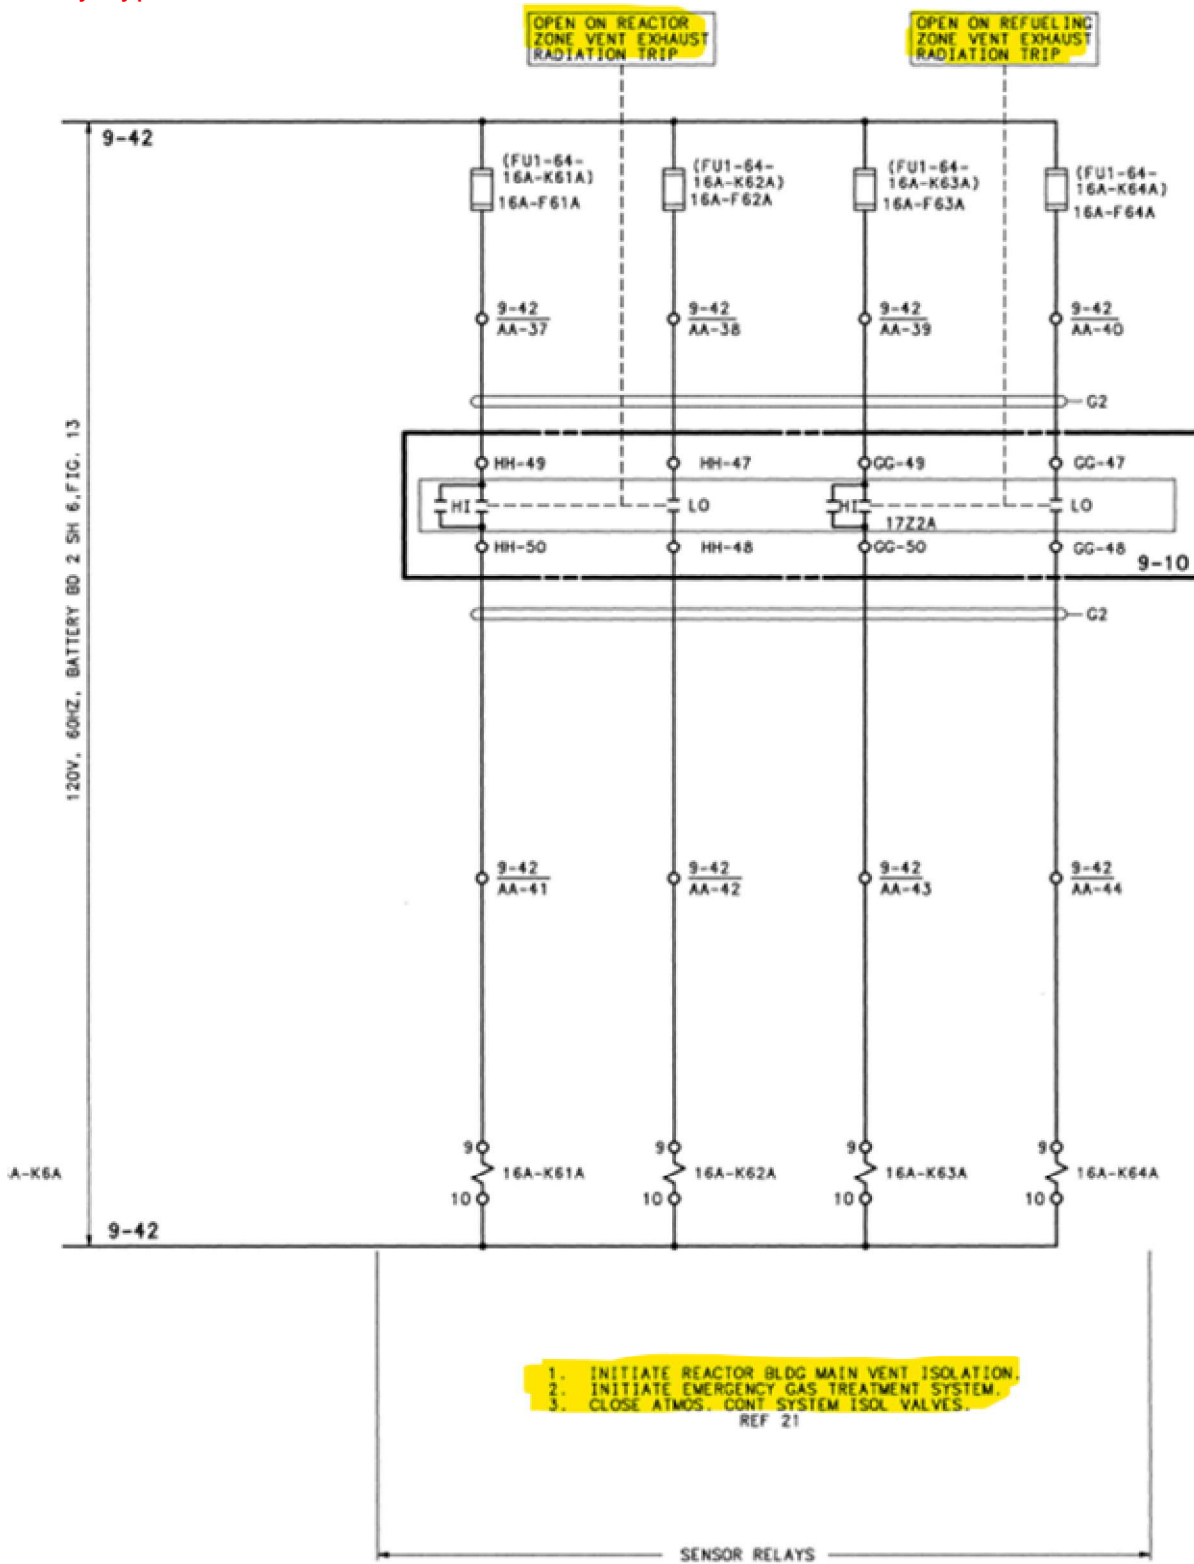 OPEN ON REACTOR
ZONE VENT EXHAUST
RADIATION TRIP
OPEN ON REFUELING
ZONE VENT EXHAUST
RADIATION TRIP
9-42
(FU1-64-
16A-K61A)
16A-F61A
(FU1-64-
16A-K62A)
16A-F62A
(FU1-64-
16A-K63A)
16A-F63A
(FU1-64-
16A-K64A)
16A-F64A
9-42
AA-37
9-42
AA-38
9-42
AA-39
9-42
AA-40
G2
HH-49
HH-47
GG-49
GG-47
HI
LO
HI
LO
17Z2A
HH-50
HH-48
GG-50
GG-48
9-10
G2
120V, 60HZ, BATTERY BD 2 SH 6,FIG. 13
9-42
AA-41
9-42
AA-42
9-42
AA-43
9-42
AA-44
9
9
9
9
A-K6A
16A-K61A
16A-K62A
16A-K63A
16A-K64A
10
10
10
10
9-42
1. INITIATE REACTOR BLDG MAIN VENT ISOLATION.
2. INITIATE EMERGENCY GAS TREATMENT SYSTEM.
3. CLOSE ATMOS. CONT SYSTEM ISOL VALVES.
REF 21
SENSOR RELAYS